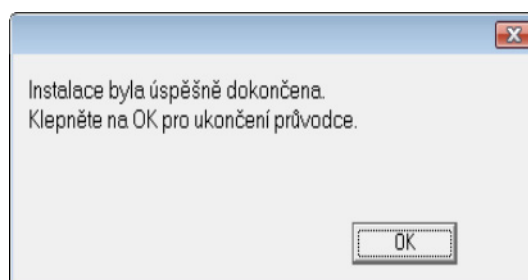 Instalace byla úspěšně dokončena.
Klepněte na OK pro ukončení průvodce.
OK